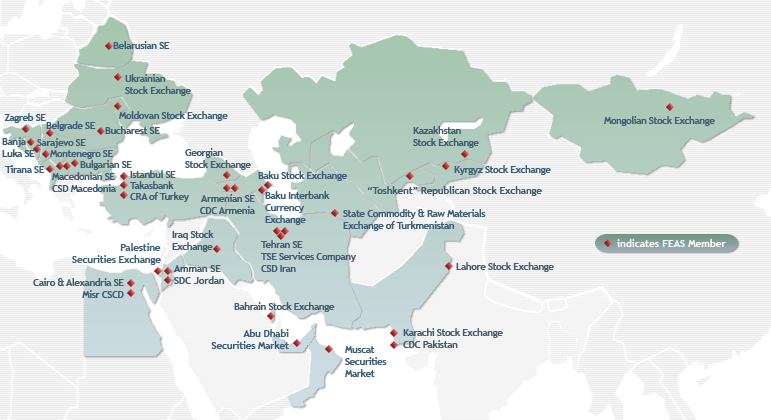 Belarusian SE
Ukrainian
Stock Exchange
Moldovan Stock Exchange
Zagreb SE
Belgrade SE
Bucharest SE
Banja
Luka SE
Sarajevo SE
Montenegro SE
Tirana SE
Bulgarian SE
Macedonian SE
CSD Macedonia
Istanbul SE
Takasbank
CRA of Turkey
Georgian
Stock Exchange
Armenian SE
CDC Armenia
Baku Stock Exchange
Baku Interbank
Currency
Exchange
Kazakhstan
Stock Exchange
Kyrgyz Stock Exchange
"Toshkent" Republican Stock Exchange
Mongolian Stock Exchange
State Commodity & Raw Materials
Exchange of Turkmenistan
Tehran SE
TSE Services Company
CSD Iran
Iraq Stock
Exchange
Palestine
Securities Exchange
Amman SE
SDC Jordan
Cairo & Alexandria SE
Misr CSCD
Lahore Stock Exchange
indicates FEAS Member
Bahrain Stock Exchange
Abu Dhabi
Securities Market
Muscat
Securities
Market
Karachi Stock Exchange
CDC Pakistan